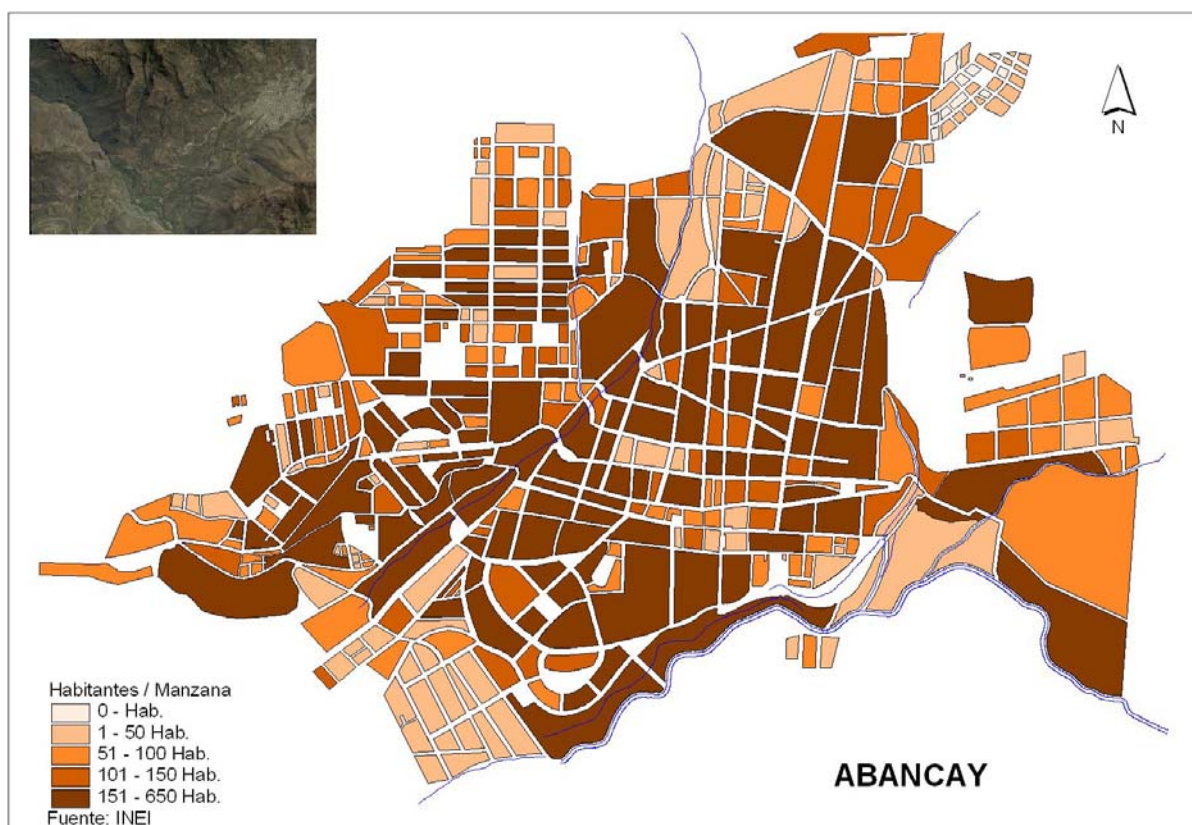 N
Habitantes / Manzana
0 - Hab.
1 - 50 Hab.
51 - 100 Hab.
101 - 150 Hab.
151 - 650 Hab.
Fuente: INEI
ABANCAY